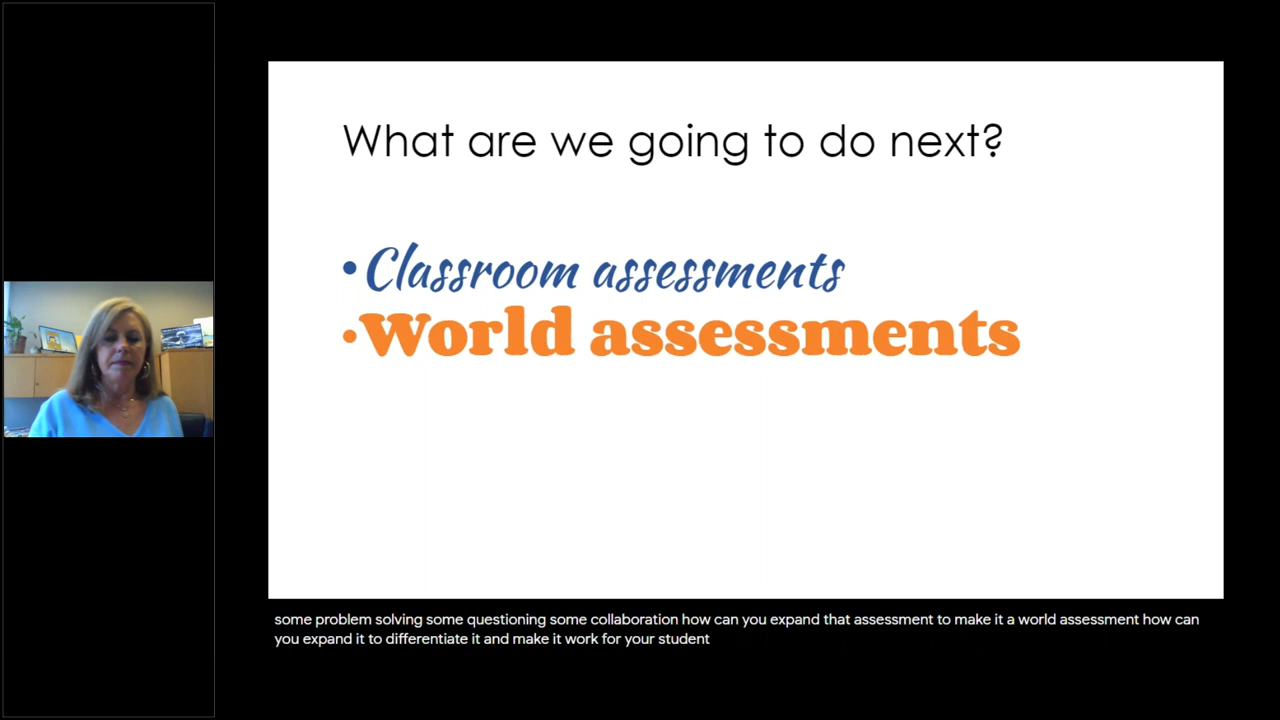 What are we going to do next?
•Classroom assessments
•World assessments
some problem solving some questioning some collaboration how can you expand that assessment to make it a world assessment how can
you expand it to differentiate it and make it work for your student